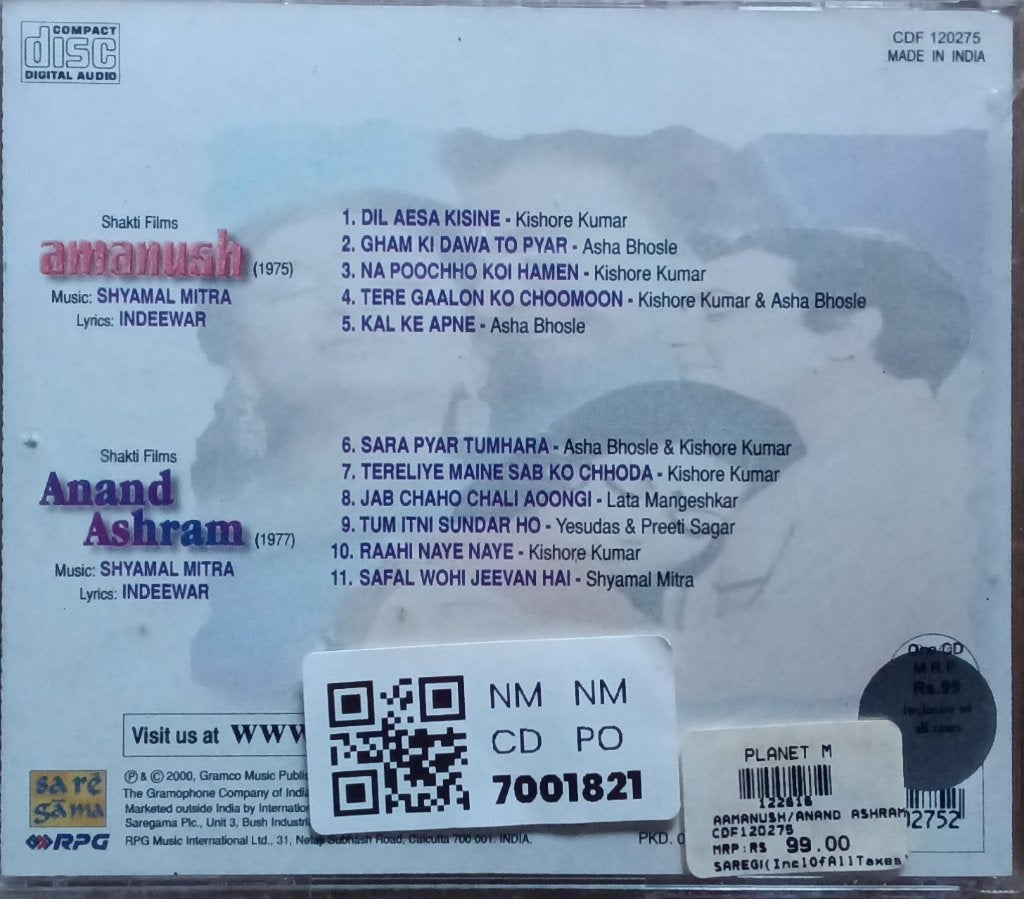 COMPACT
disc
DIGITAL AUDIO
CDF 120275
MADE IN INDIA
Shakti Films
amanush (1975)
Music: SHYAMAL MITRA
Lyrics: INDEEWAR
1. DIL AESA KISINE - Kishore Kumar
2. GHAM KI DAWA TO PYAR - Asha Bhosle
3. NA POOCHHO KOI HAMEN - Kishore Kumar
4. TERE GAALON KO CHOOMOON - Kishore Kumar & Asha Bhosle
5. KAL KE APNE - Asha Bhosle
Shakti Films
Anand
Ashram (1977)
Music: SHYAMAL MITRA
Lyrics: INDEEWAR
6. SARA PYAR TUMHARA - Asha Bhosle & Kishore Kumar
7. TERELIYE MAINE SAB KO CHHODA - Kishore Kumar
8. JAB CHAHO CHALI AOONGI - Lata Mangeshkar
9. TUM ITNI SUNDAR HO - Yesudas & Preeti Sagar
10. RAAHI NAYE NAYE - Kishore Kumar
11. SAFAL WOHI JEEVAN HAI - Shyamal Mitra
One CD
M R P
Rs.99
inclusive of
all taxes
Visit us at WWW
NM NM
CD PO
7001821
sa rē
gāma
RPG
℗ & © 2000, Gramco Music
The Gramophone Company of
Marketed outside India by
Saregama Plc., Unit 3, Bush
RPG Music International Ltd., 31, Netaji Subhash Road, Calcutta 700 001. INDIA.
PKD.
PLANET M
122616
AAMANUSH/ANAND ASHRAM
CDF120275
MRP:RS 99.00
SAREGI(InclOfAllTaxes
02752